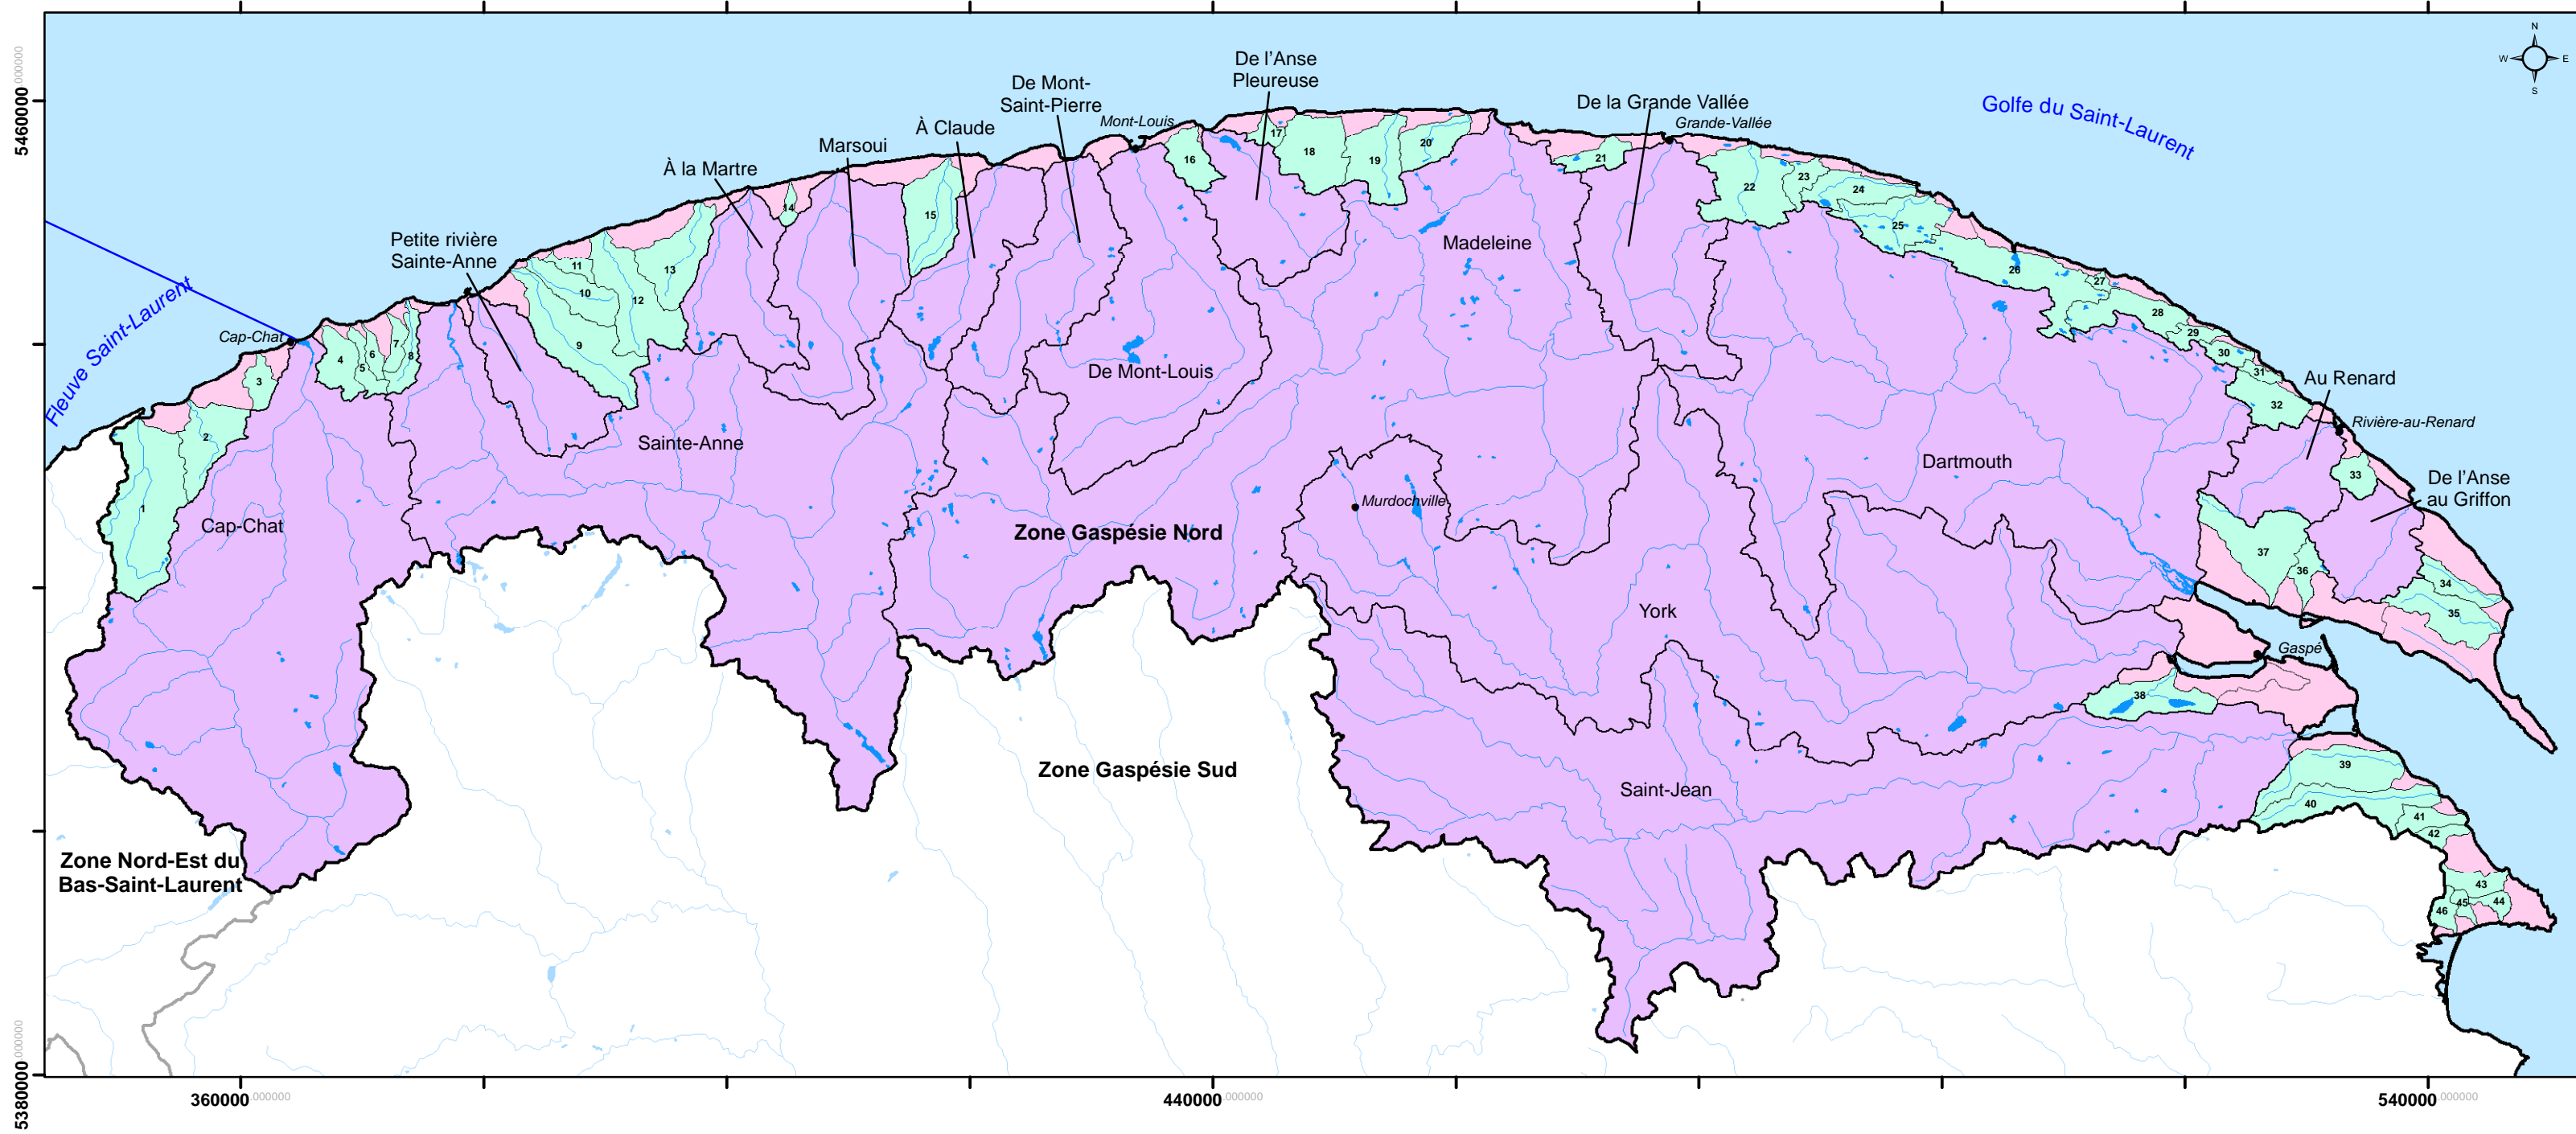 N
W
E
S
De l'Anse
Pleureuse
De Mont-
Saint-Pierre
De la Grande Vallée
Golfe du Saint-Laurent
Mont-Louis
Grande-Vallée
À Claude
Marsoui
À la Martre
Petite rivière
Sainte-Anne
Madeleine
Fleuve Saint-Laurent
Cap-Chat
De Mont-Louis
Au Renard
Rivière-au-Renard
Sainte-Anne
Dartmouth
De l'Anse
au Griffon
Murdochville
Cap-Chat
Zone Gaspésie Nord
York
Gaspé
Zone Gaspésie Sud
Saint-Jean
Zone Nord-Est du
Bas-Saint-Laurent
1
2
3
4
5
6
7
8
9
10
11
12
13
14
15
16
17
18
19
20
21
22
23
24
25
26
27
28
29
30
31
32
33
34
35
36
37
38
39
40
41
42
43
44
45
46
5460000.000000
5380000.000000
360000.000000
440000.000000
540000.000000